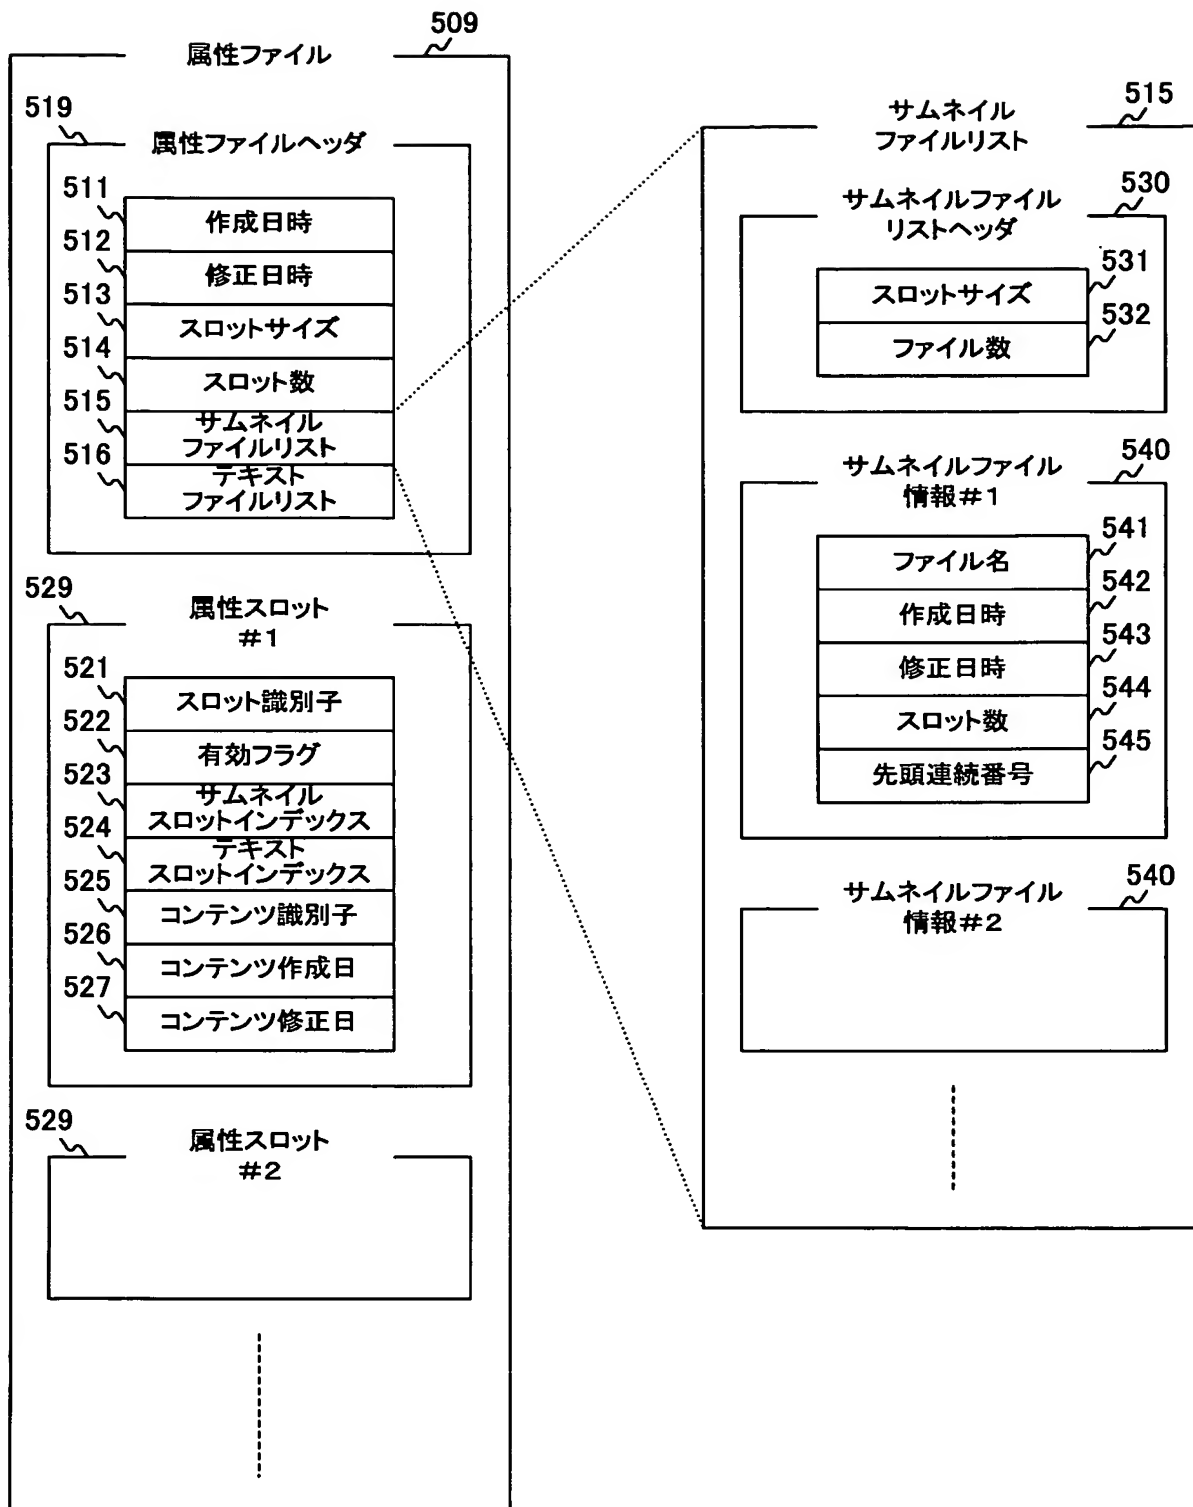 属性ファイル
509
519
属性ファイルヘッダ
511
作成日時
512
修正日時
513
スロットサイズ
514
スロット数
515
サムネイル
ファイルリスト
516
テキスト
ファイルリスト
529
属性スロット
#1
521
スロット識別子
522
有効フラグ
523
サムネイル
スロットインデックス
524
テキスト
スロットインデックス
525
コンテンツ識別子
526
コンテンツ作成日
527
コンテンツ修正日
529
属性スロット
#2
サムネイル
ファイルリスト
515
サムネイルファイル
リストヘッダ
530
スロットサイズ
531
ファイル数
532
サムネイルファイル
情報#1
540
ファイル名
541
作成日時
542
修正日時
543
スロット数
544
先頭連続番号
545
サムネイルファイル
情報#2
540